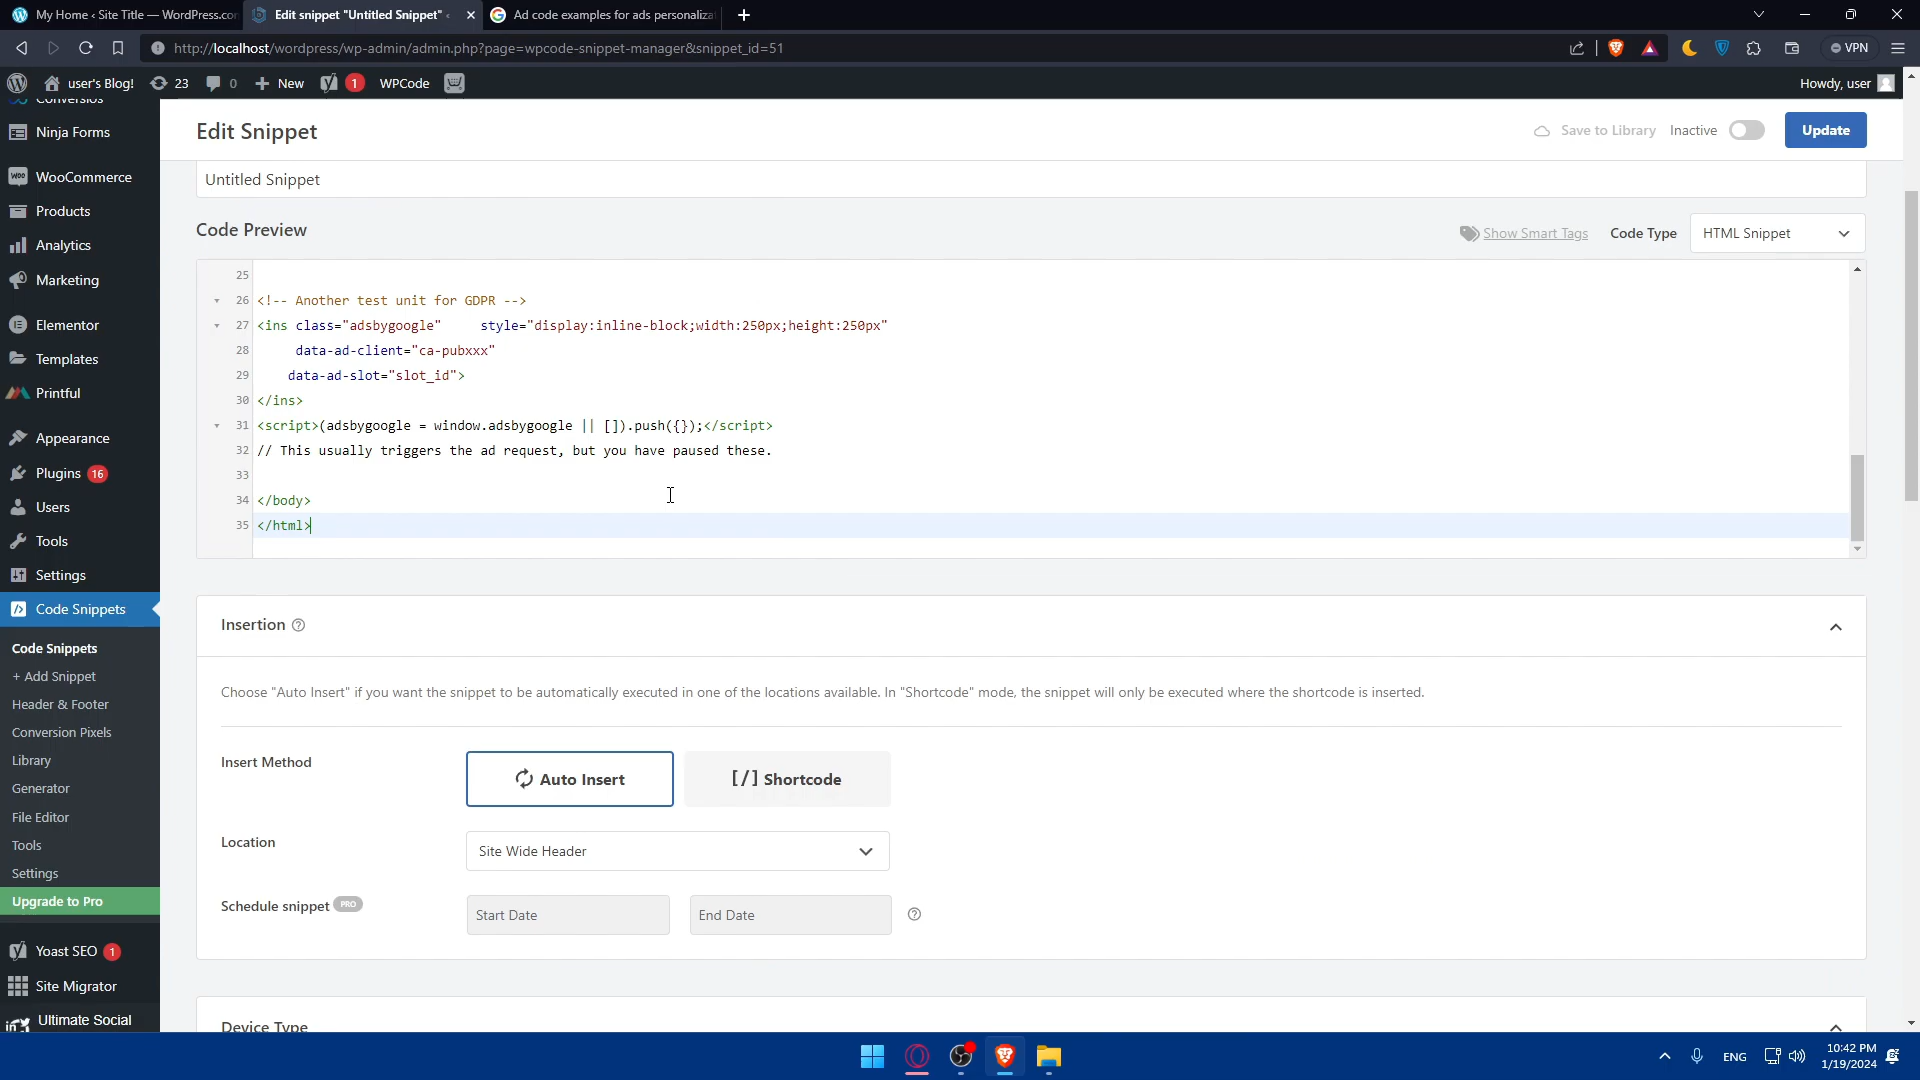 My Home ‹ Site Title — WordPress.cor
Edit snippet "Untitled Snippet" ‹
Ad code examples for ads personaliza
http://localhost/wordpress/wp-admin/admin.php?page=wpcode-snippet-manager&snippet_id=51
VPN
user's Blog!
23
0
New
1
WPCode
Howdy, user
Conversios
Ninja Forms
WooCommerce
Products
Analytics
Marketing
Elementor
Templates
Printful
Appearance
Plugins 16
Users
Tools
Settings
Code Snippets
Code Snippets
+ Add Snippet
Header & Footer
Conversion Pixels
Library
Generator
File Editor
Tools
Settings
Upgrade to Pro
Yoast SEO 1
Site Migrator
Ultimate Social
Edit Snippet
Save to Library
Inactive
Update
Untitled Snippet
Code Preview
Show Smart Tags
Code Type
HTML Snippet
25
26 <!-- Another test unit for GDPR -->
27 <ins class="adsbygoogle"     style="display:inline-block;width:250px;height:250px"
28      data-ad-client="ca-pubxxx"
29     data-ad-slot="slot_id">
30 </ins>
31 <script>(adsbygoogle = window.adsbygoogle || []).push({});</script>
32 // This usually triggers the ad request, but you have paused these.
33
34 </body>
35 </html>
Insertion
Choose "Auto Insert" if you want the snippet to be automatically executed in one of the locations available. In "Shortcode" mode, the snippet will only be executed where the shortcode is inserted.
Insert Method
Auto Insert
[/] Shortcode
Location
Site Wide Header
Schedule snippet PRO
Start Date
End Date
Device Type
ENG
10:42 PM
1/19/2024